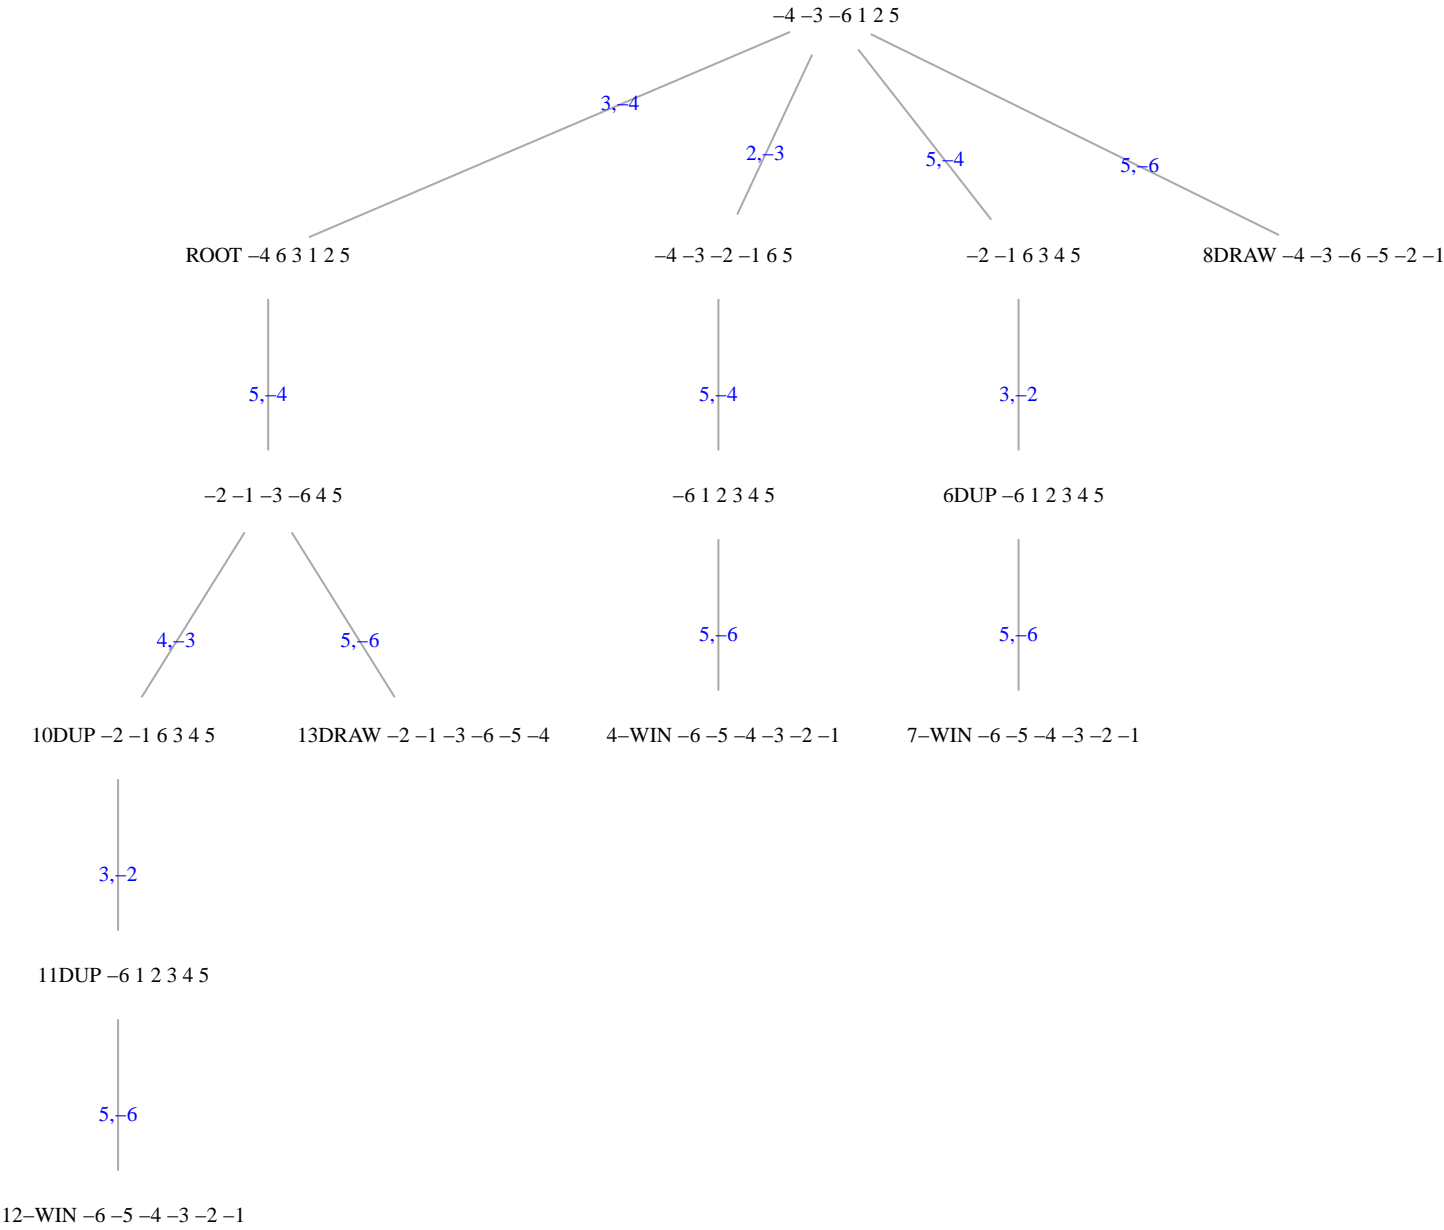 −4 −3 −6 1 2 5
3,−4
2,−3
5,−4
5,−6
ROOT −4 6 3 1 2 5
−4 −3 −2 −1 6 5
−2 −1 6 3 4 5
8DRAW −4 −3 −6 −5 −2 −1
5,−4
5,−4
3,−2
−2 −1 −3 −6 4 5
−6 1 2 3 4 5
6DUP −6 1 2 3 4 5
4,−3
5,−6
5,−6
5,−6
10DUP −2 −1 6 3 4 5
13DRAW −2 −1 −3 −6 −5 −4
4−WIN −6 −5 −4 −3 −2 −1
7−WIN −6 −5 −4 −3 −2 −1
3,−2
11DUP −6 1 2 3 4 5
5,−6
12−WIN −6 −5 −4 −3 −2 −1